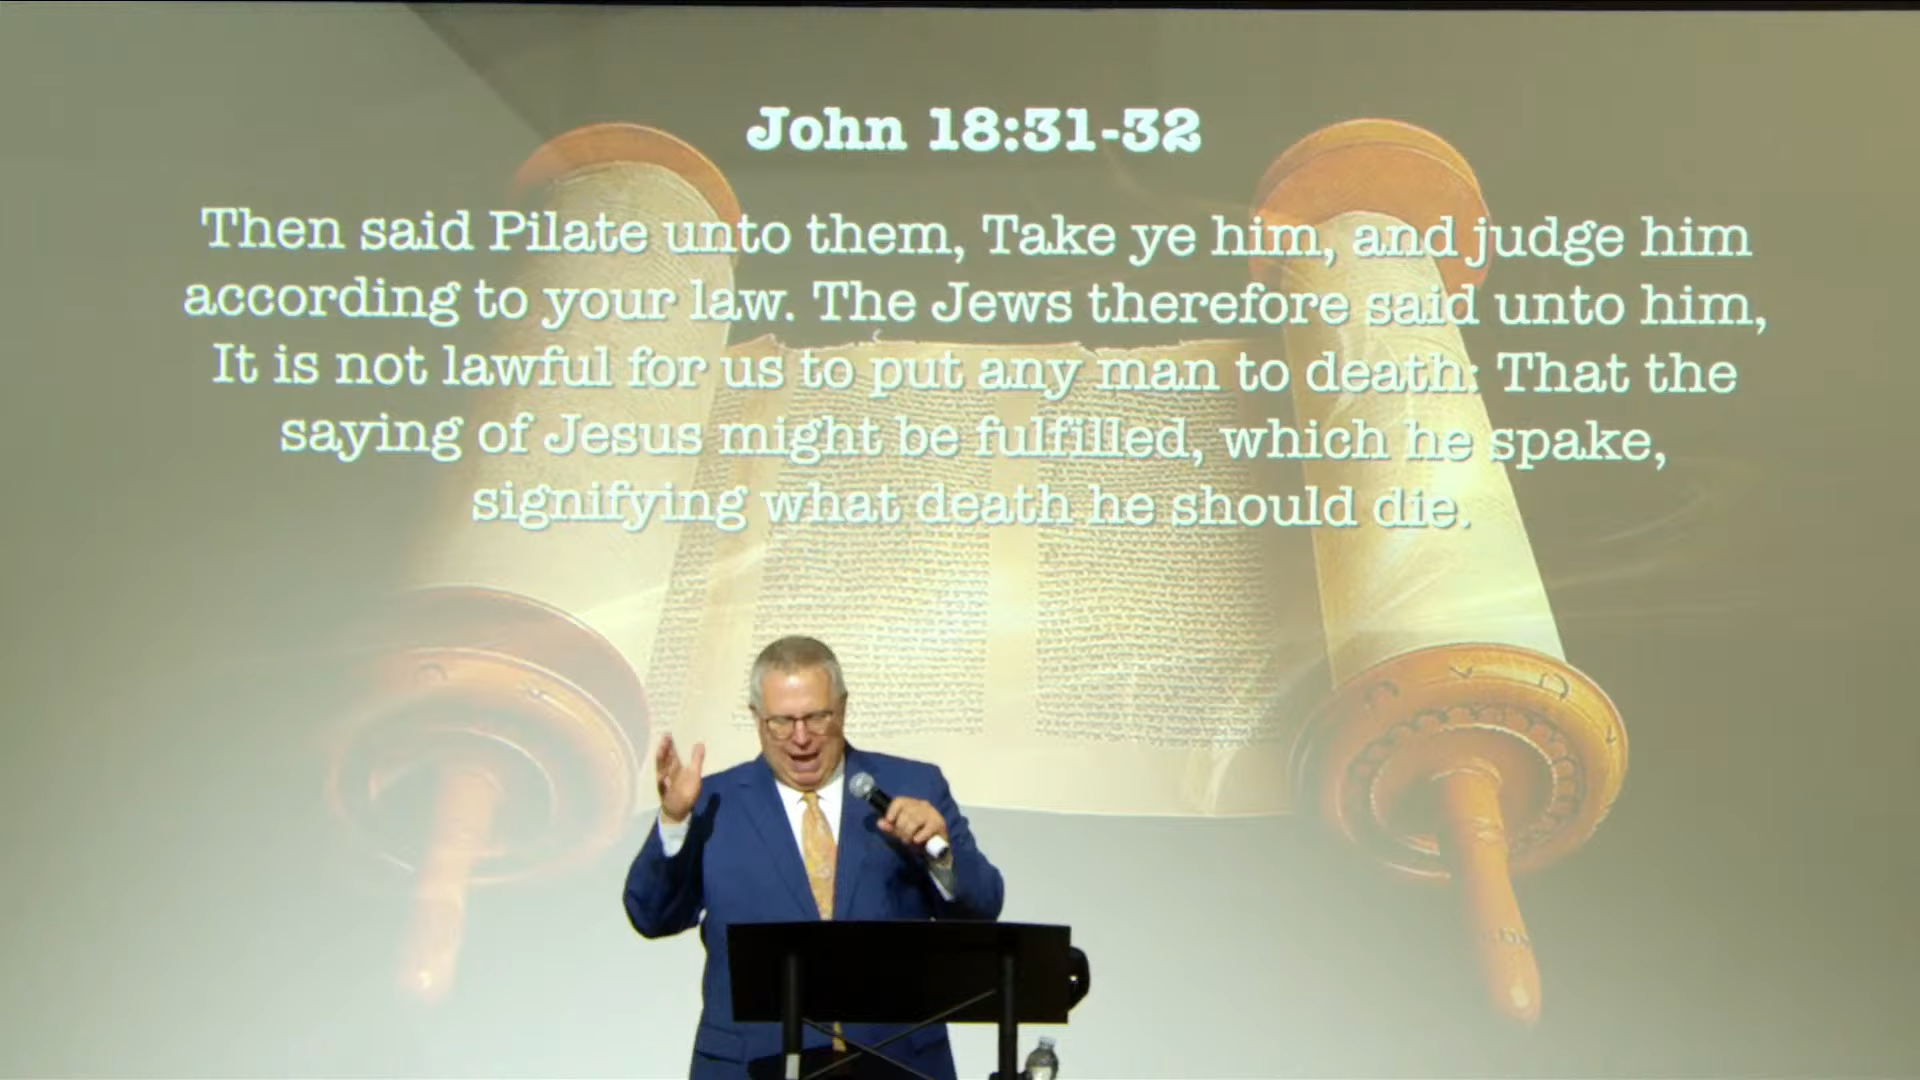 John 18:31-32
Then said Pilate unto them, Take ye him, and judge him
according to your law. The Jews therefore said unto him,
It is not lawful for us to put any man to death: That the
saying of Jesus might be fulfilled, which he spake,
signifying what death he should die.